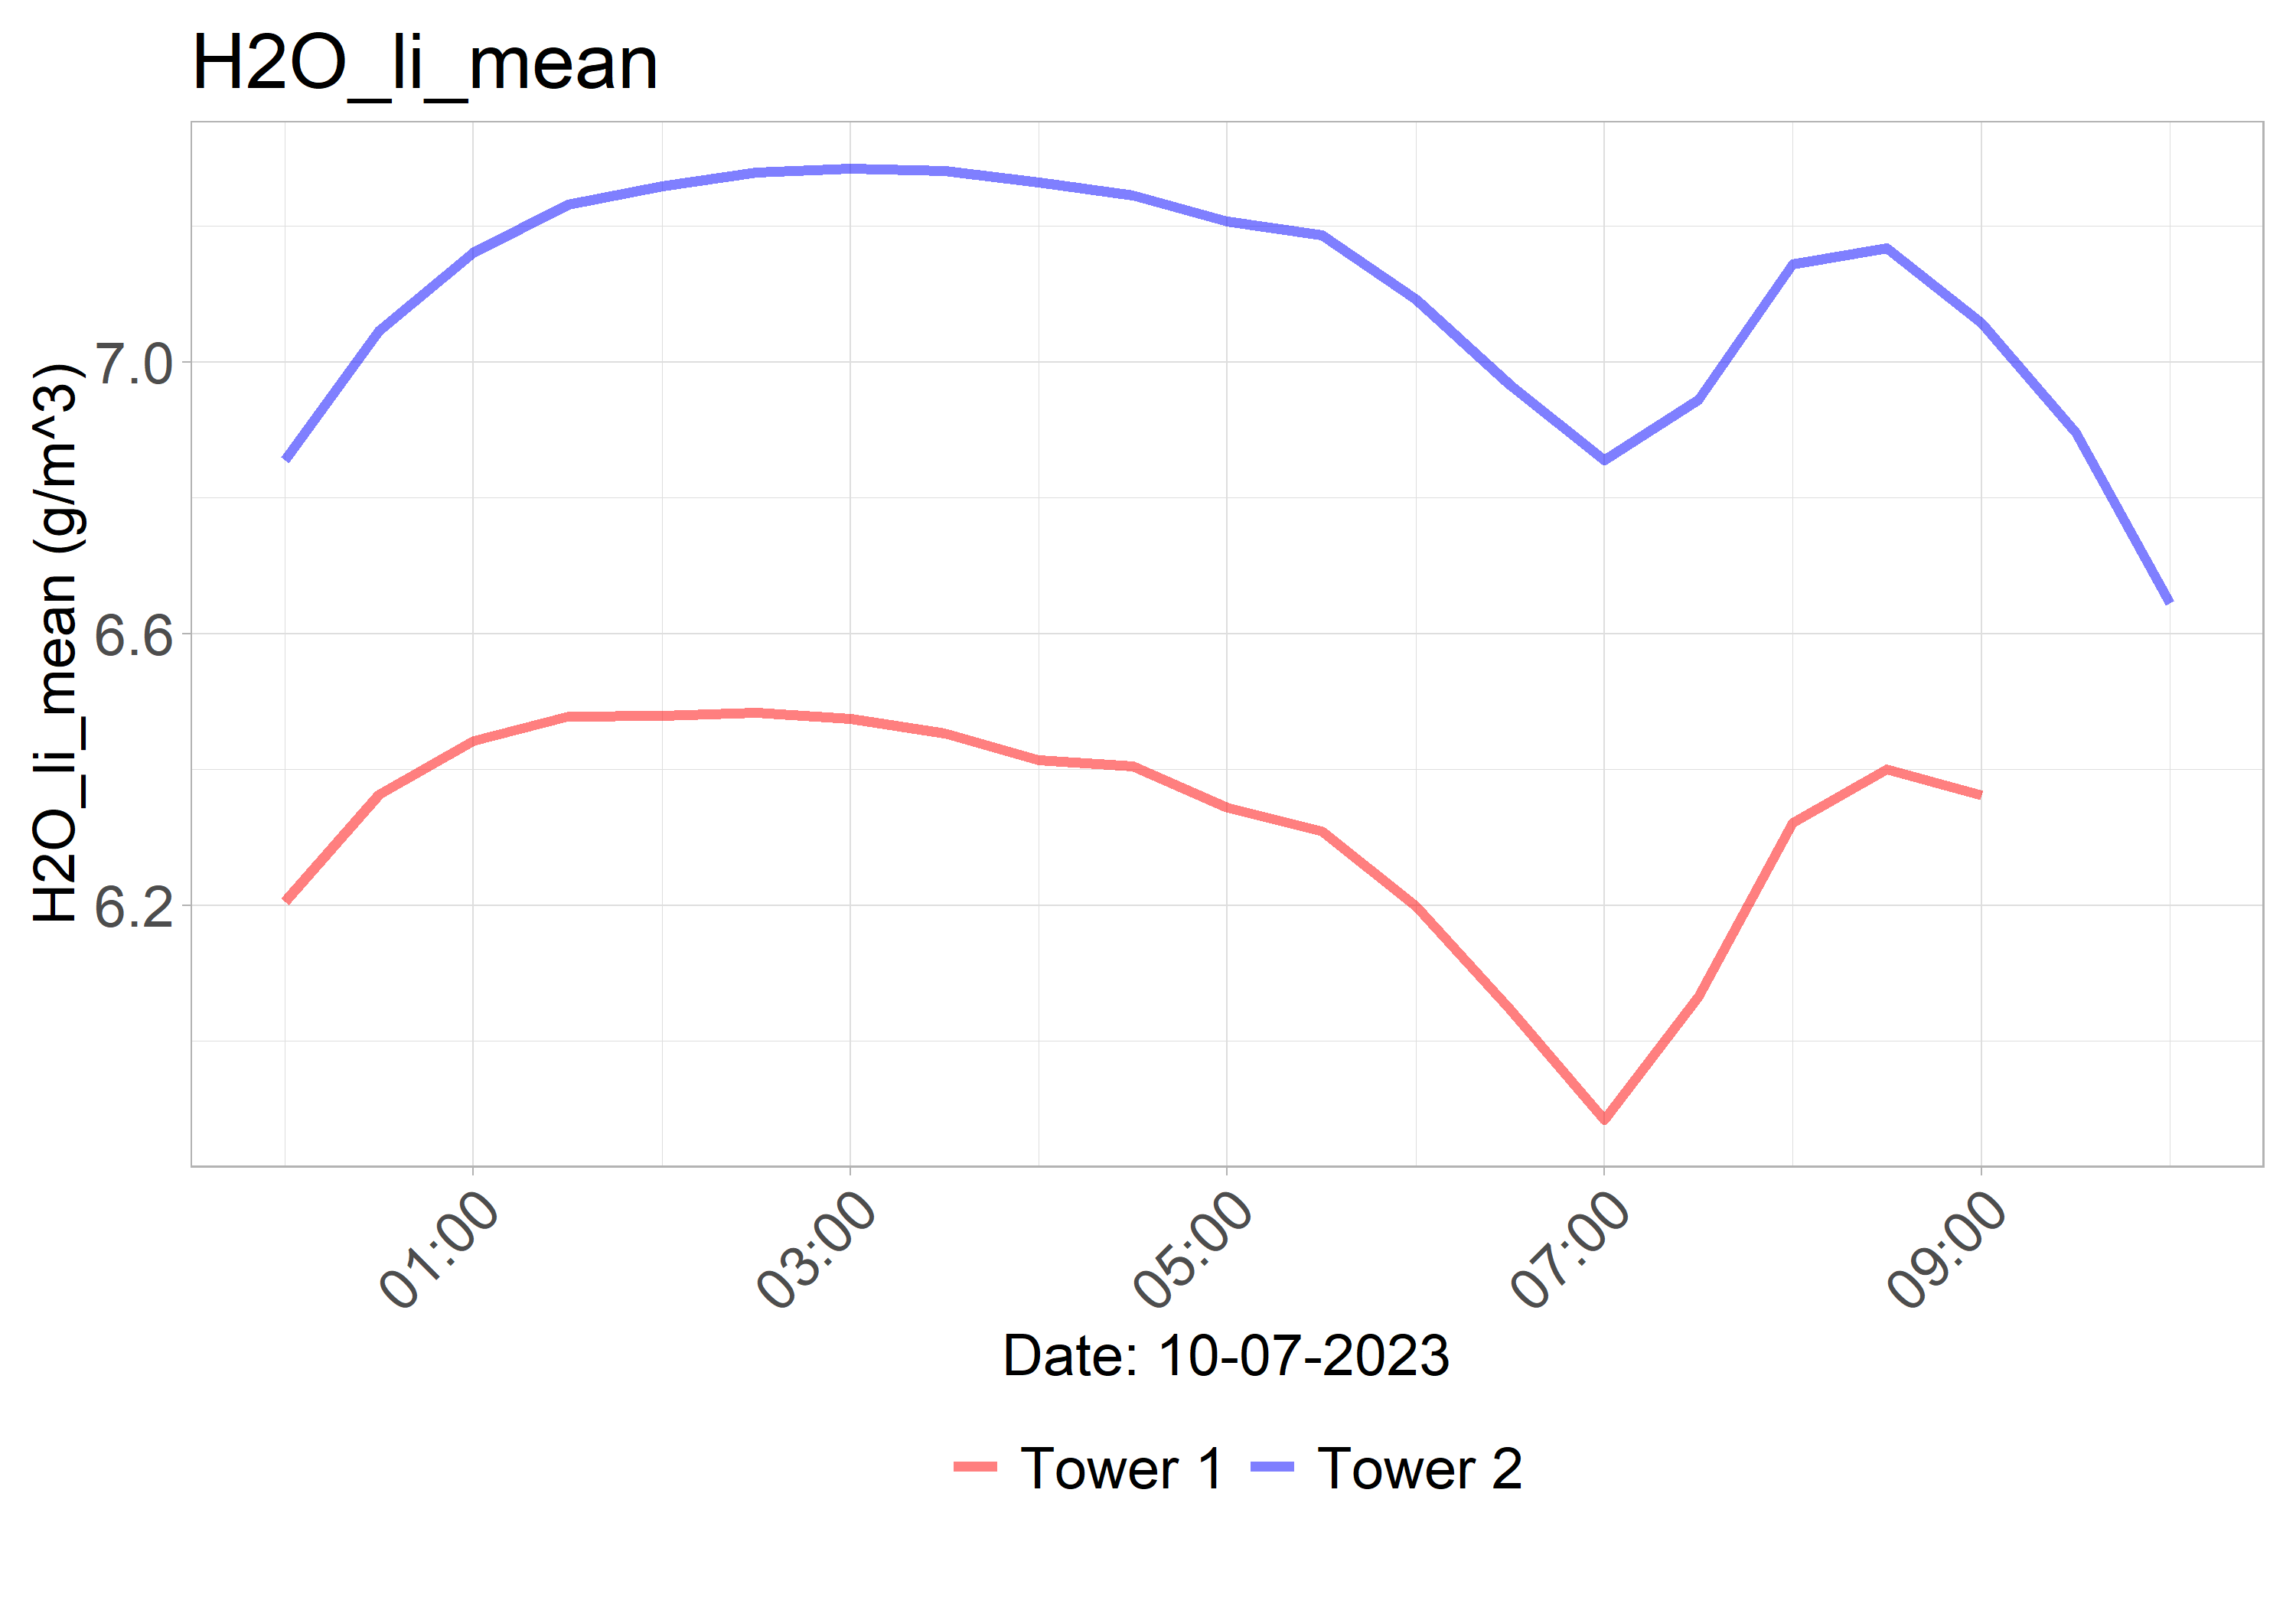 H2O_li_mean
H2O_li_mean (g/m^3)
7.0
6.6
6.2
01:00
03:00
05:00
07:00
09:00
Date: 10-07-2023
Tower 1
Tower 2